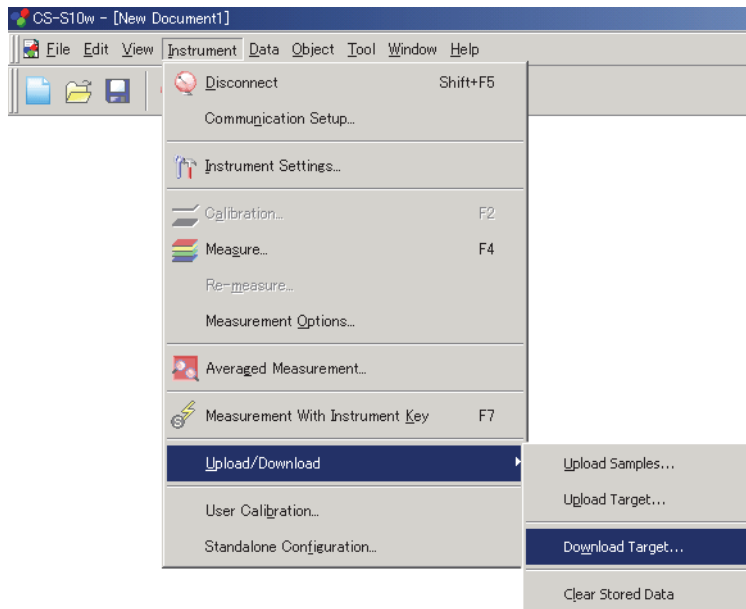 CS-S10w - [New Document1]
File Edit View Instrument Data Object Tool Window Help
Disconnect Shift+F5
Communication Setup...
Instrument Settings...
Calibration... F2
Measure... F4
Re-measure...
Measurement Options...
Averaged Measurement...
Measurement With Instrument Key F7
Upload/Download
Upload Samples...
Upload Target...
User Calibration...
Standalone Configuration...
Download Target...
Clear Stored Data